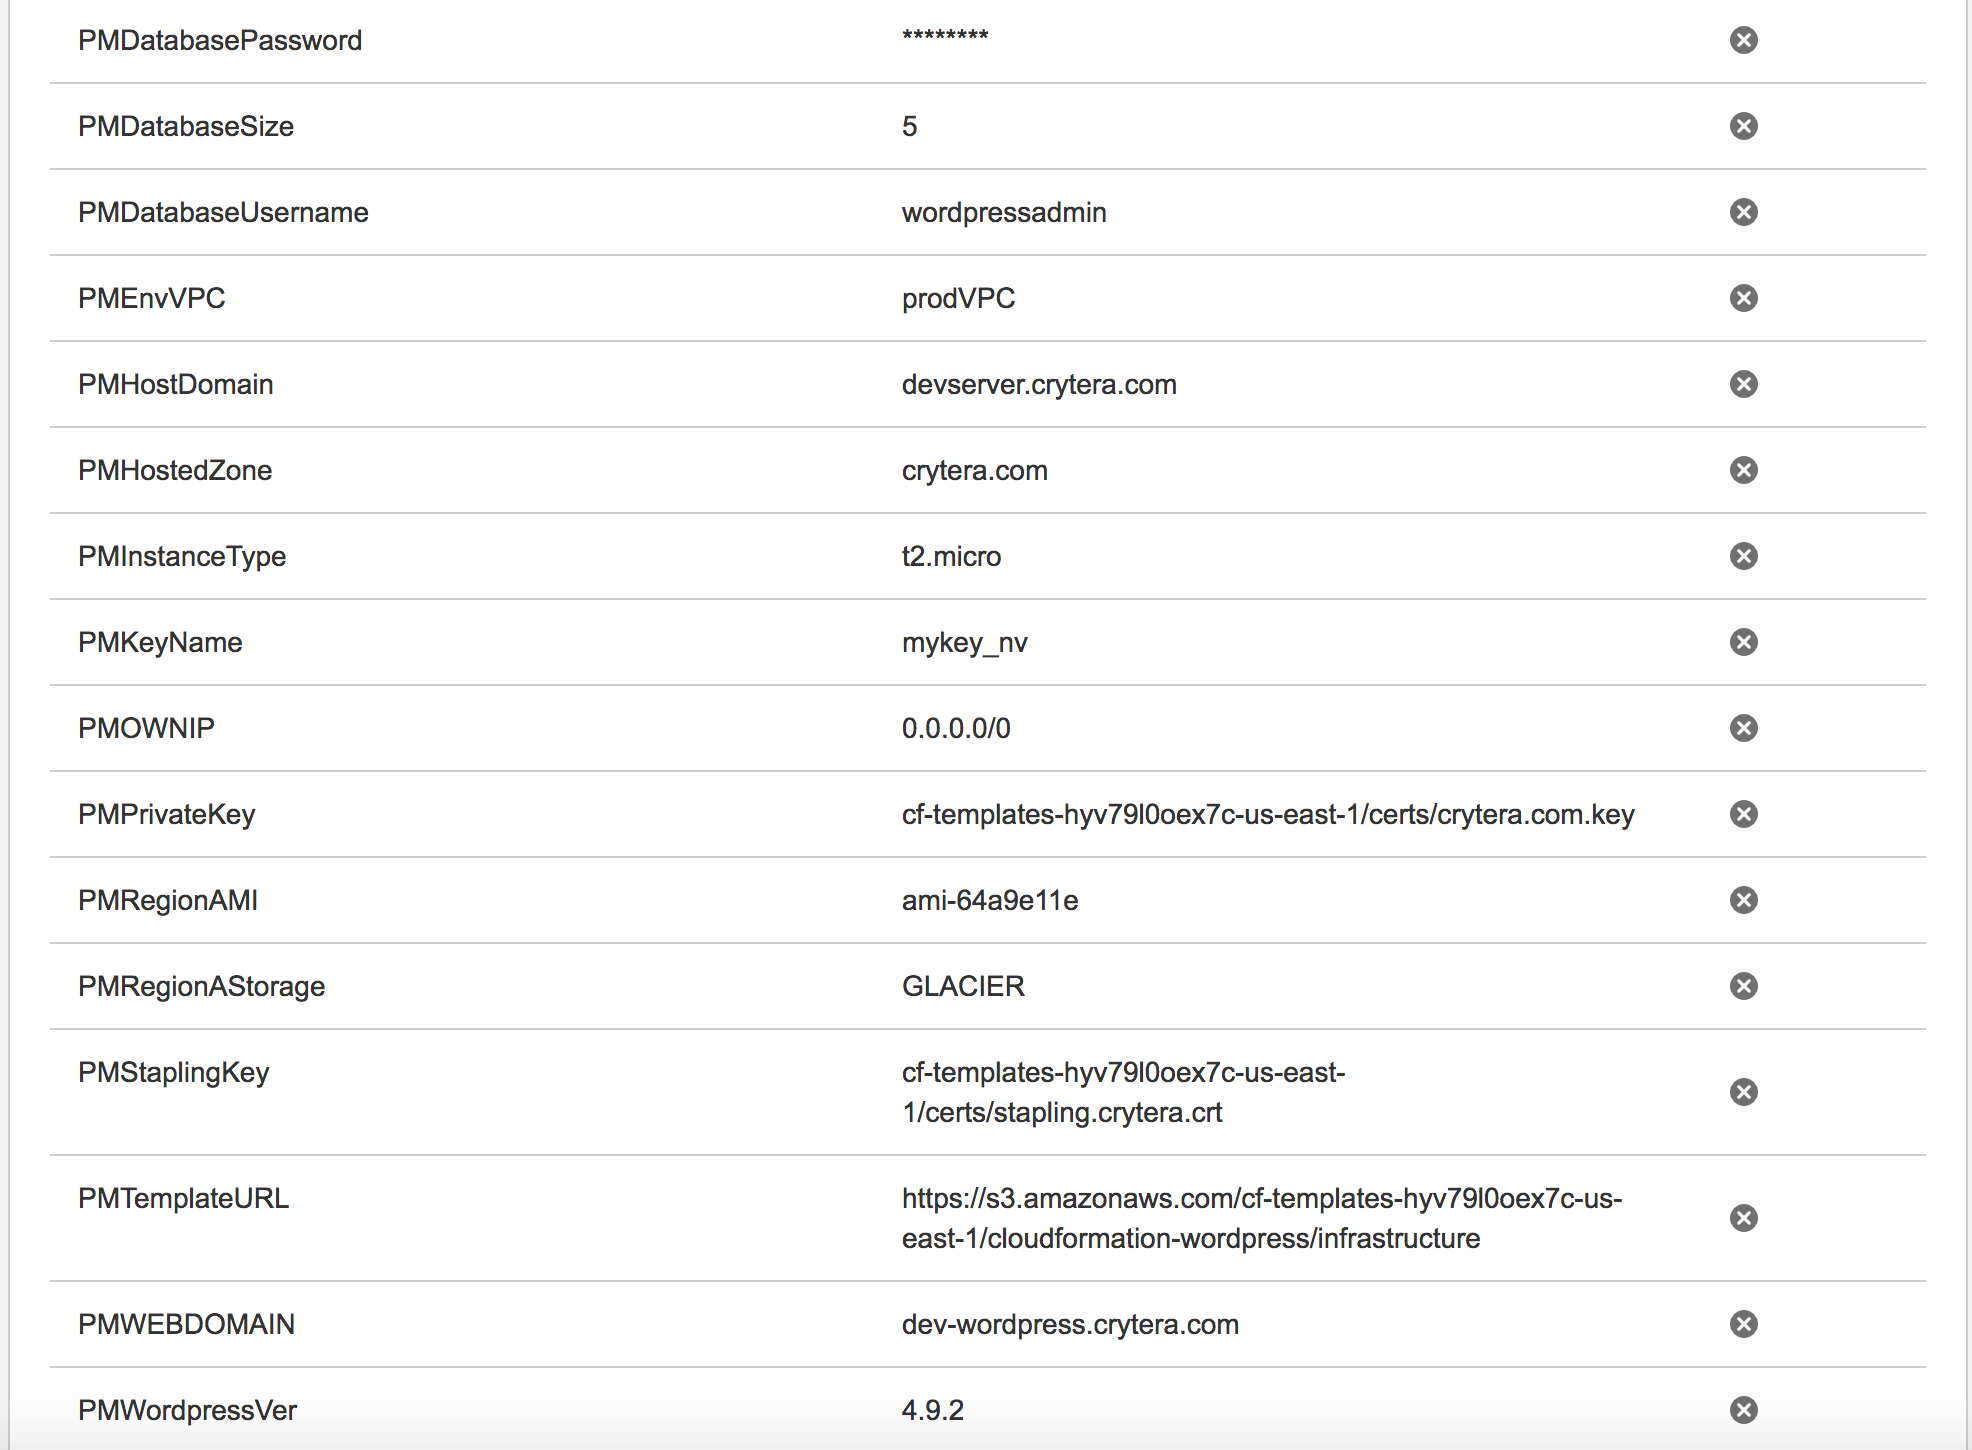 PMDatabasePassword ********
PMDatabaseSize 5
PMDatabaseUsername wordpressadmin
PMEnvVPC prodVPC
PMHostDomain devserver.crytera.com
PMHostedZone crytera.com
PMInstanceType t2.micro
PMKeyName mykey_nv
PMOWNIP 0.0.0.0/0
PMPrivateKey cf-templates-hyv79l0oex7c-us-east-1/certs/crytera.com.key
PMRegionAMI ami-64a9e11e
PMRegionAStorage GLACIER
PMStaplingKey cf-templates-hyv79l0oex7c-us-east-
1/certs/stapling.crytera.crt
PMTemplateURL https://s3.amazonaws.com/cf-templates-hyv79l0oex7c-us-
east-1/cloudformation-wordpress/infrastructure
PMWEBDOMAIN dev-wordpress.crytera.com
PMWordpressVer 4.9.2